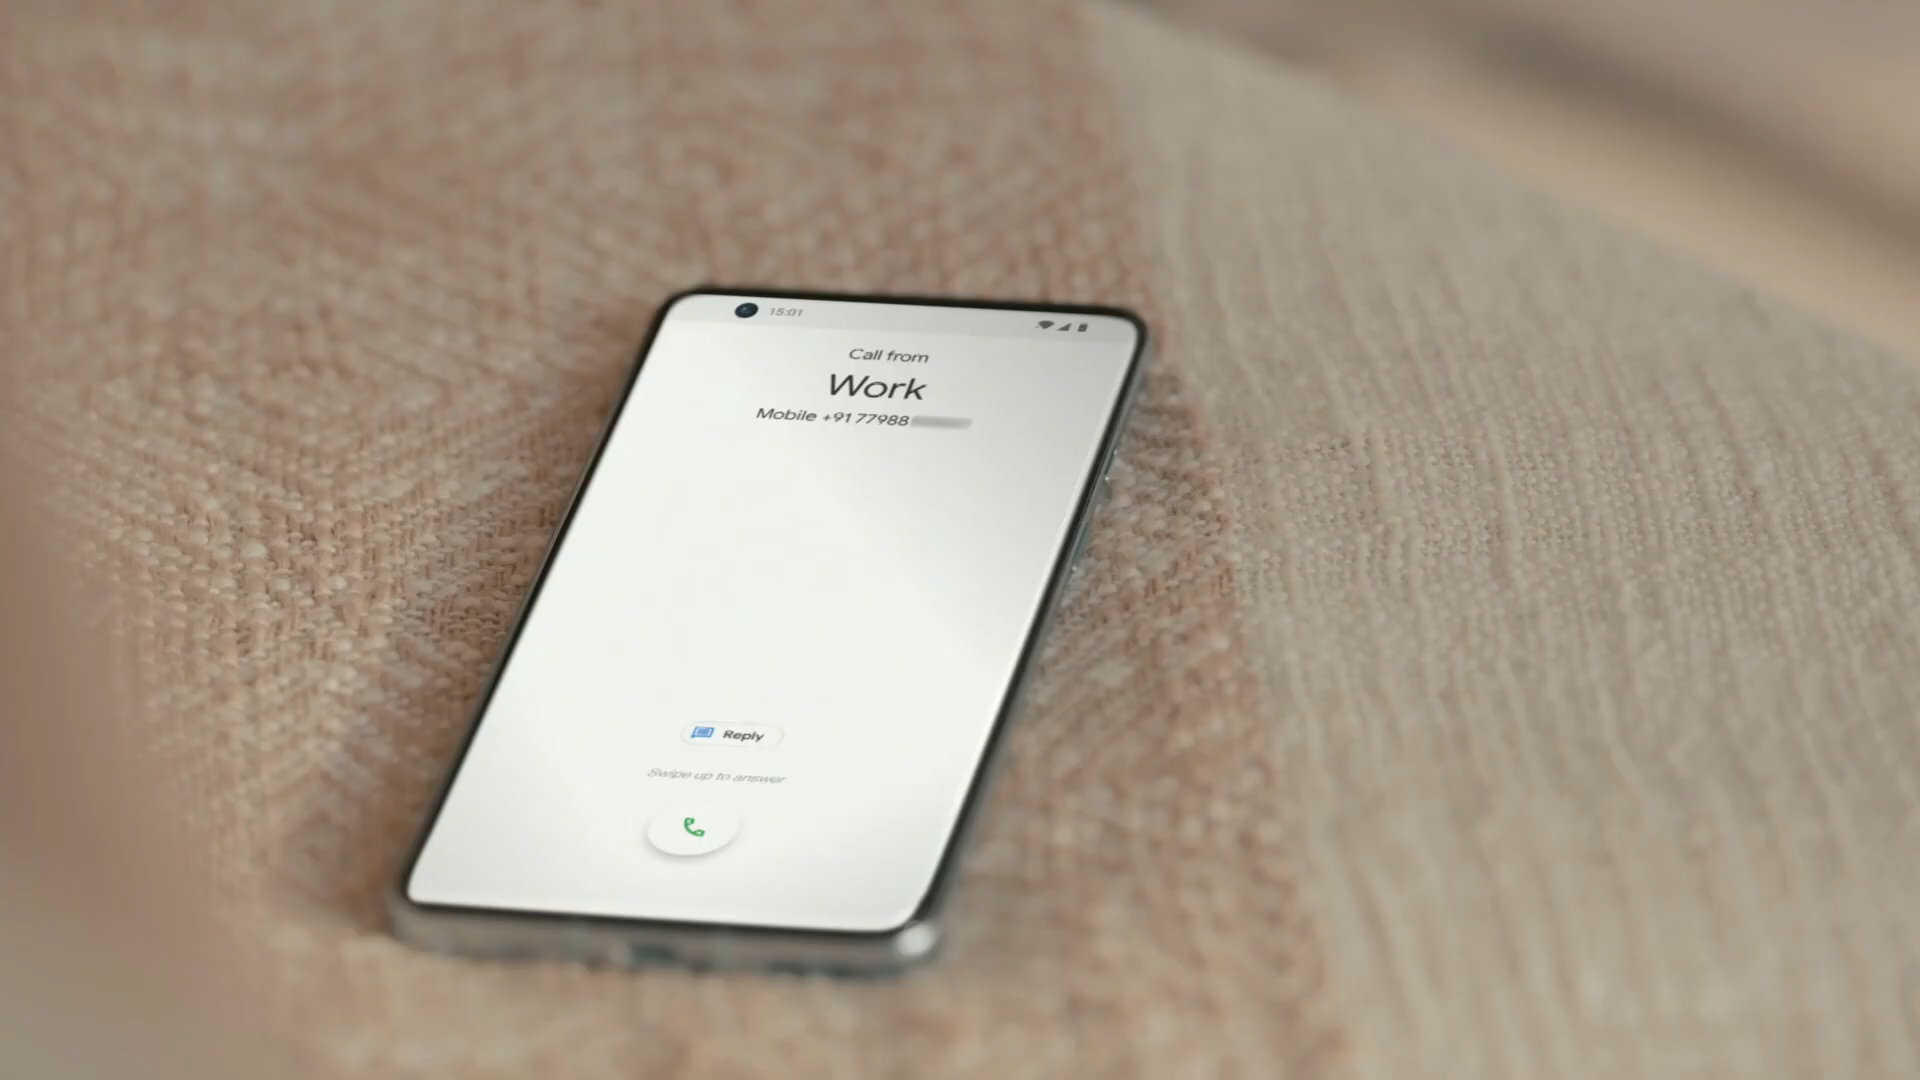 15:01
Call from
Work
Mobile +91 77988
Reply
Swipe up to answer